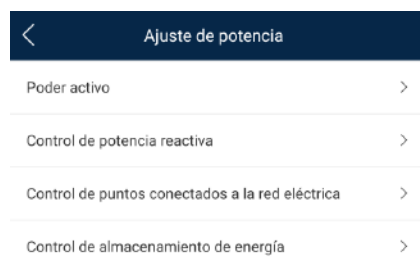 Ajuste de potencia
Poder activo
Control de potencia reactiva
Control de puntos conectados a la red eléctrica
Control de almacenamiento de energía